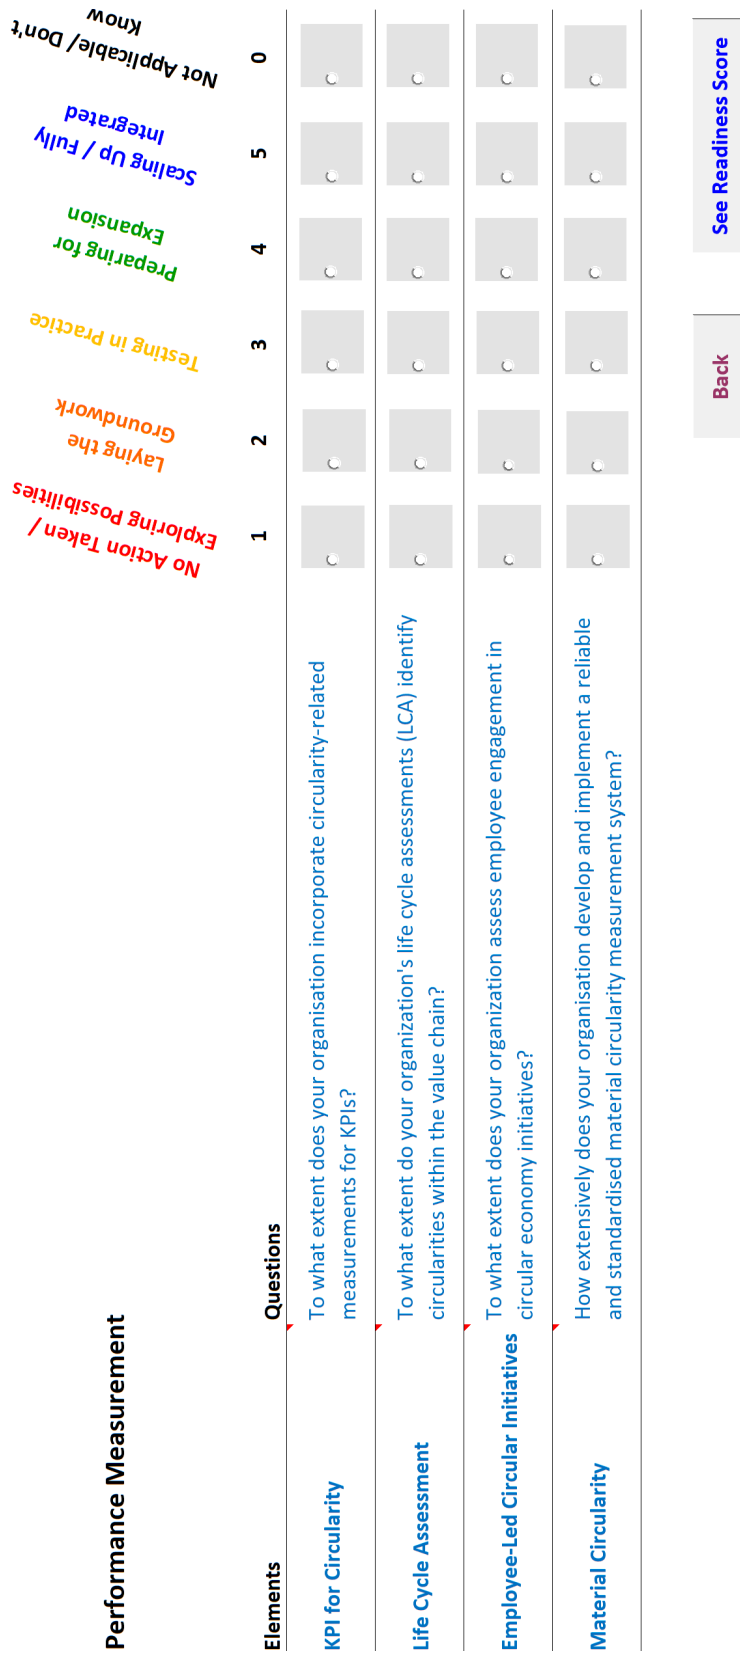 Performance Measurement
No Action Taken /
Exploring Possibilities
Laying the
Groundwork
Testing in Practice
Preparing for
Expansion
Scaling Up / Fully
Integrated
Not Applicable/ Don't
Know
Elements
Questions
1
2
3
4
5
0
KPI for Circularity
To what extent does your organisation incorporate circularity-related
measurements for KPIs?
Life Cycle Assessment
To what extent do your organization's life cycle assessments (LCA) identify
circularities within the value chain?
Employee-Led Circular Initiatives
To what extent does your organization assess employee engagement in
circular economy initiatives?
Material Circularity
How extensively does your organisation develop and implement a reliable
and standardised material circularity measurement system?
Back
See Readiness Score